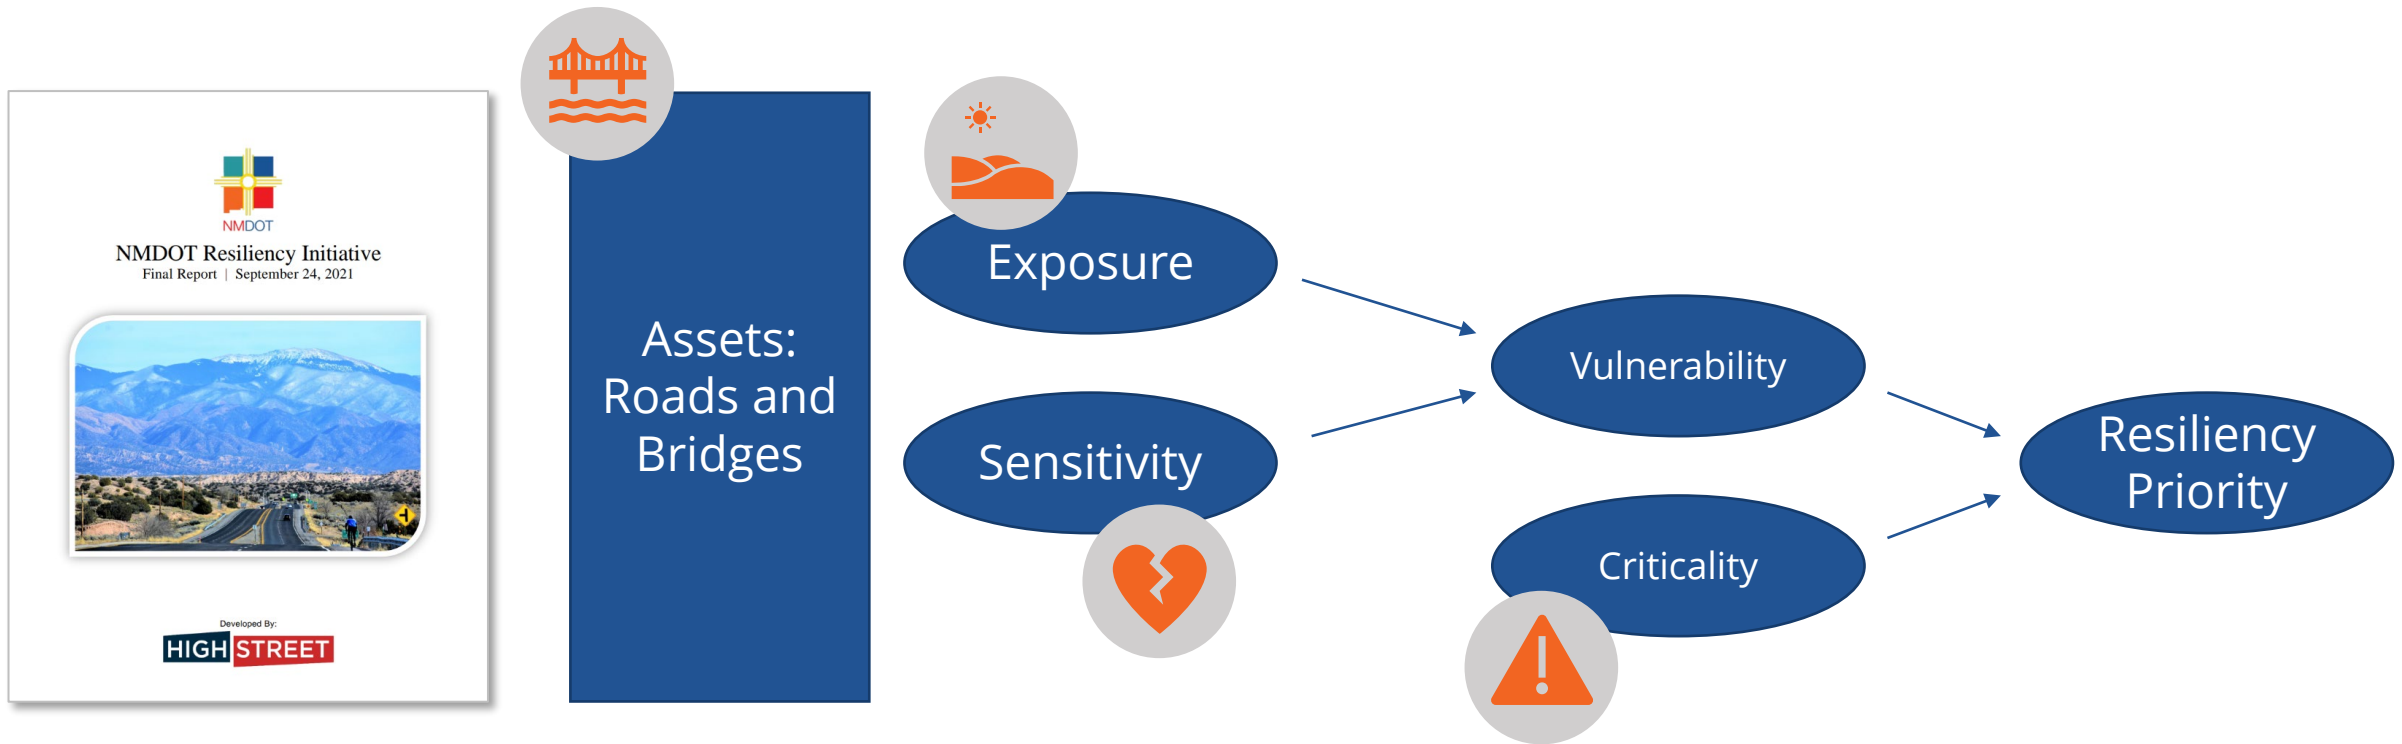 NMDOT
NMDOT Resiliency Initiative
Final Report | September 24, 2021
Developed By:
HIGH STREET
Assets:
Roads and
Bridges
Exposure
Sensitivity
Vulnerability
Criticality
Resiliency
Priority